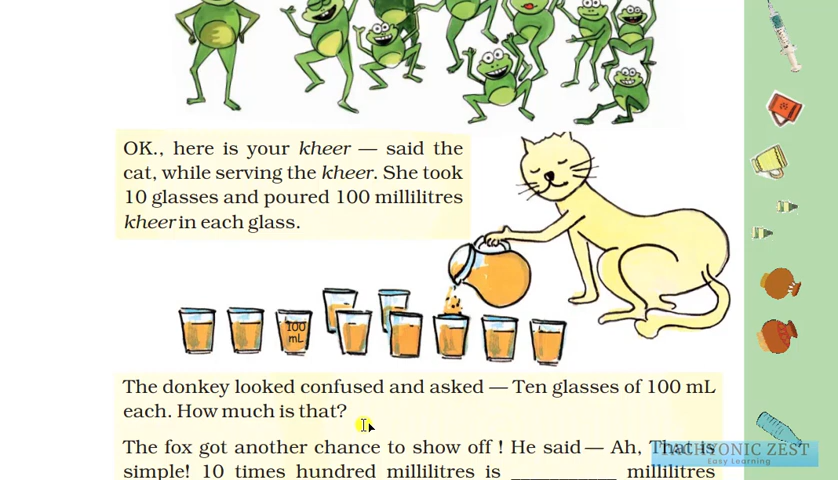 OK., here is your kheer — said the
cat, while serving the kheer. She took
10 glasses and poured 100 millilitres
kheer in each glass.
100
mL
The donkey looked confused and asked — Ten glasses of 100 mL
each. How much is that?
The fox got another chance to show off ! He said — Ah, That is
simple! 10 times hundred millilitres is __________ millilitres
TACHYONIC ZEST
Easy Learning